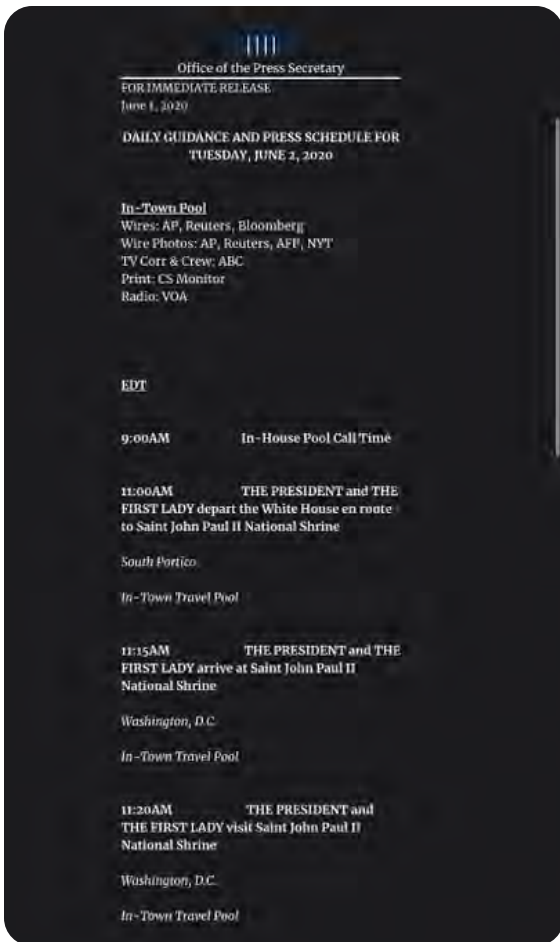 Office of the Press Secretary
FOR IMMEDIATE RELEASE
June 1, 2020
DAILY GUIDANCE AND PRESS SCHEDULE FOR
TUESDAY, JUNE 2, 2020
In-Town Pool
Wires: AP, Reuters, Bloomberg
Wire Photos: AP, Reuters, AFP, NYT
TV Corr & Crew: ABC
Print: CS Monitor
Radio: VOA
EDT
9:00AM In-House Pool Call Time
11:00AM THE PRESIDENT and THE
FIRST LADY depart the White House en route
to Saint John Paul II National Shrine
South Portico
In-Town Travel Pool
11:15AM THE PRESIDENT and THE
FIRST LADY arrive at Saint John Paul II
National Shrine
Washington, D.C.
In-Town Travel Pool
11:20AM THE PRESIDENT and
THE FIRST LADY visit Saint John Paul II
National Shrine
Washington, D.C.
In-Town Travel Pool